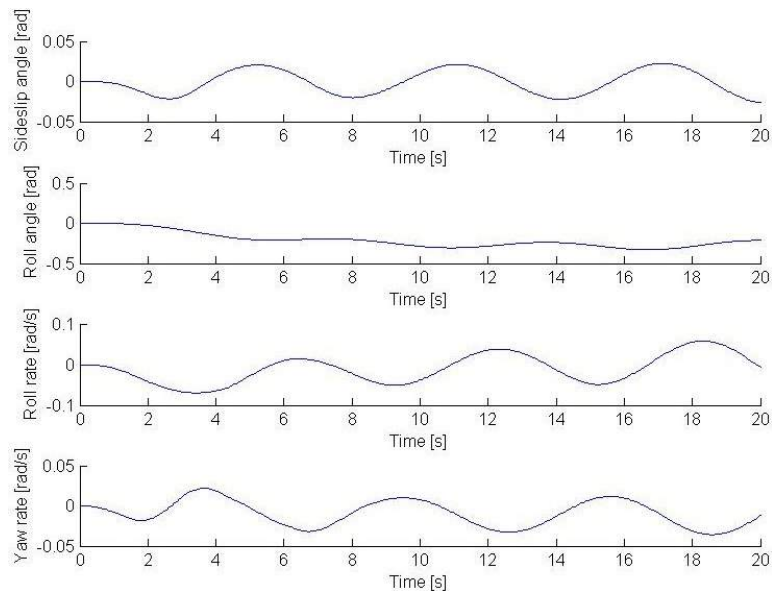 Sideslip angle [rad]
0.05
0
-0.05
0 2 4 6 8 10 12 14 16 18 20
Time [s]
Roll angle [rad]
0.5
0
-0.5
0 2 4 6 8 10 12 14 16 18 20
Time [s]
Roll rate [rad/s]
0.1
0
-0.1
0 2 4 6 8 10 12 14 16 18 20
Time [s]
Yaw rate [rad/s]
0.05
0
-0.05
0 2 4 6 8 10 12 14 16 18 20
Time [s]